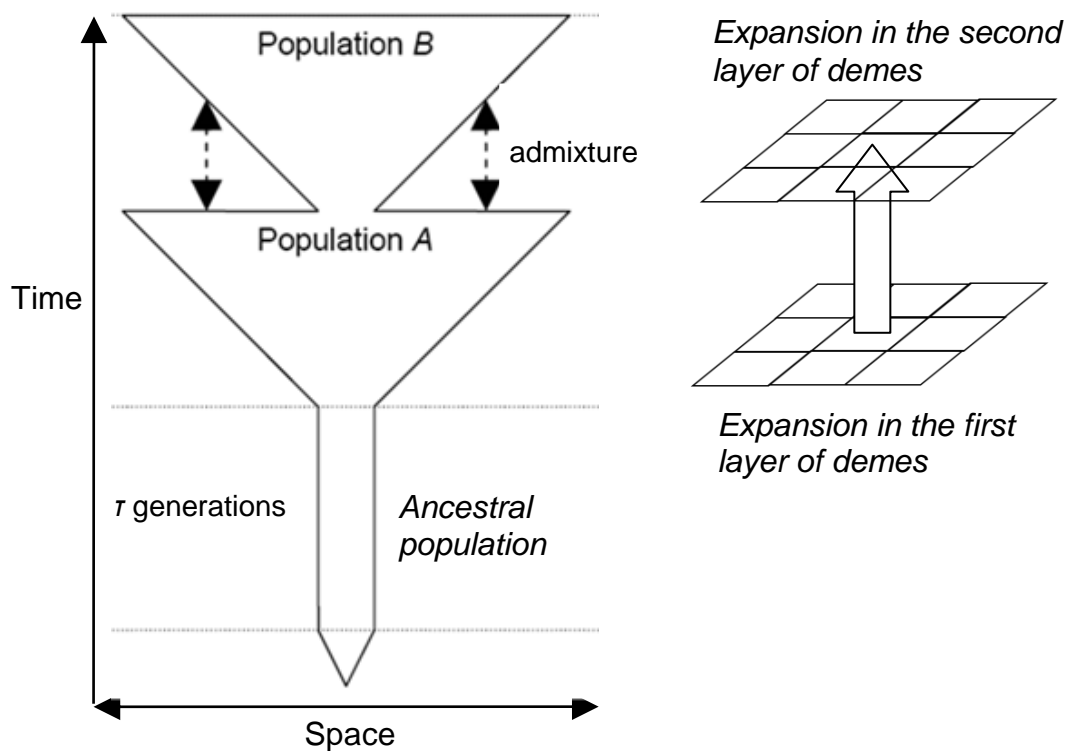 Population B
admixture
Population A
Time
τ generations
Ancestral
population
Space
Expansion in the second
layer of demes
Expansion in the first
layer of demes